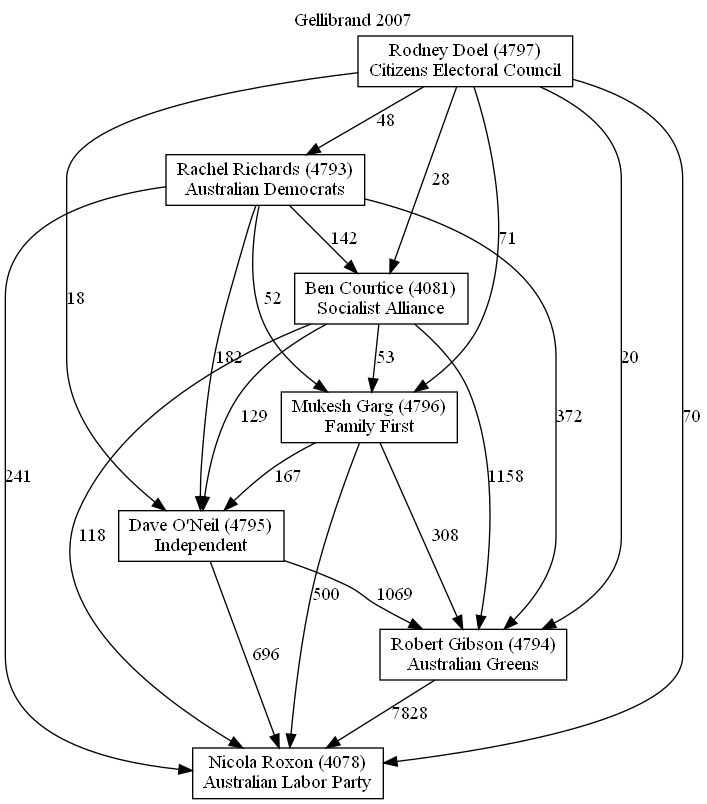 Gellibrand 2007
Rodney Doel (4797)
Citizens Electoral Council
48
Rachel Richards (4793)
Australian Democrats
28
142
71
Ben Courtice (4081)
Socialist Alliance
18
52
182
53
20
Mukesh Garg (4796)
Family First
129
372
70
241
167
1158
Dave O'Neil (4795)
Independent
118
308
500
1069
Robert Gibson (4794)
Australian Greens
696
7828
Nicola Roxon (4078)
Australian Labor Party